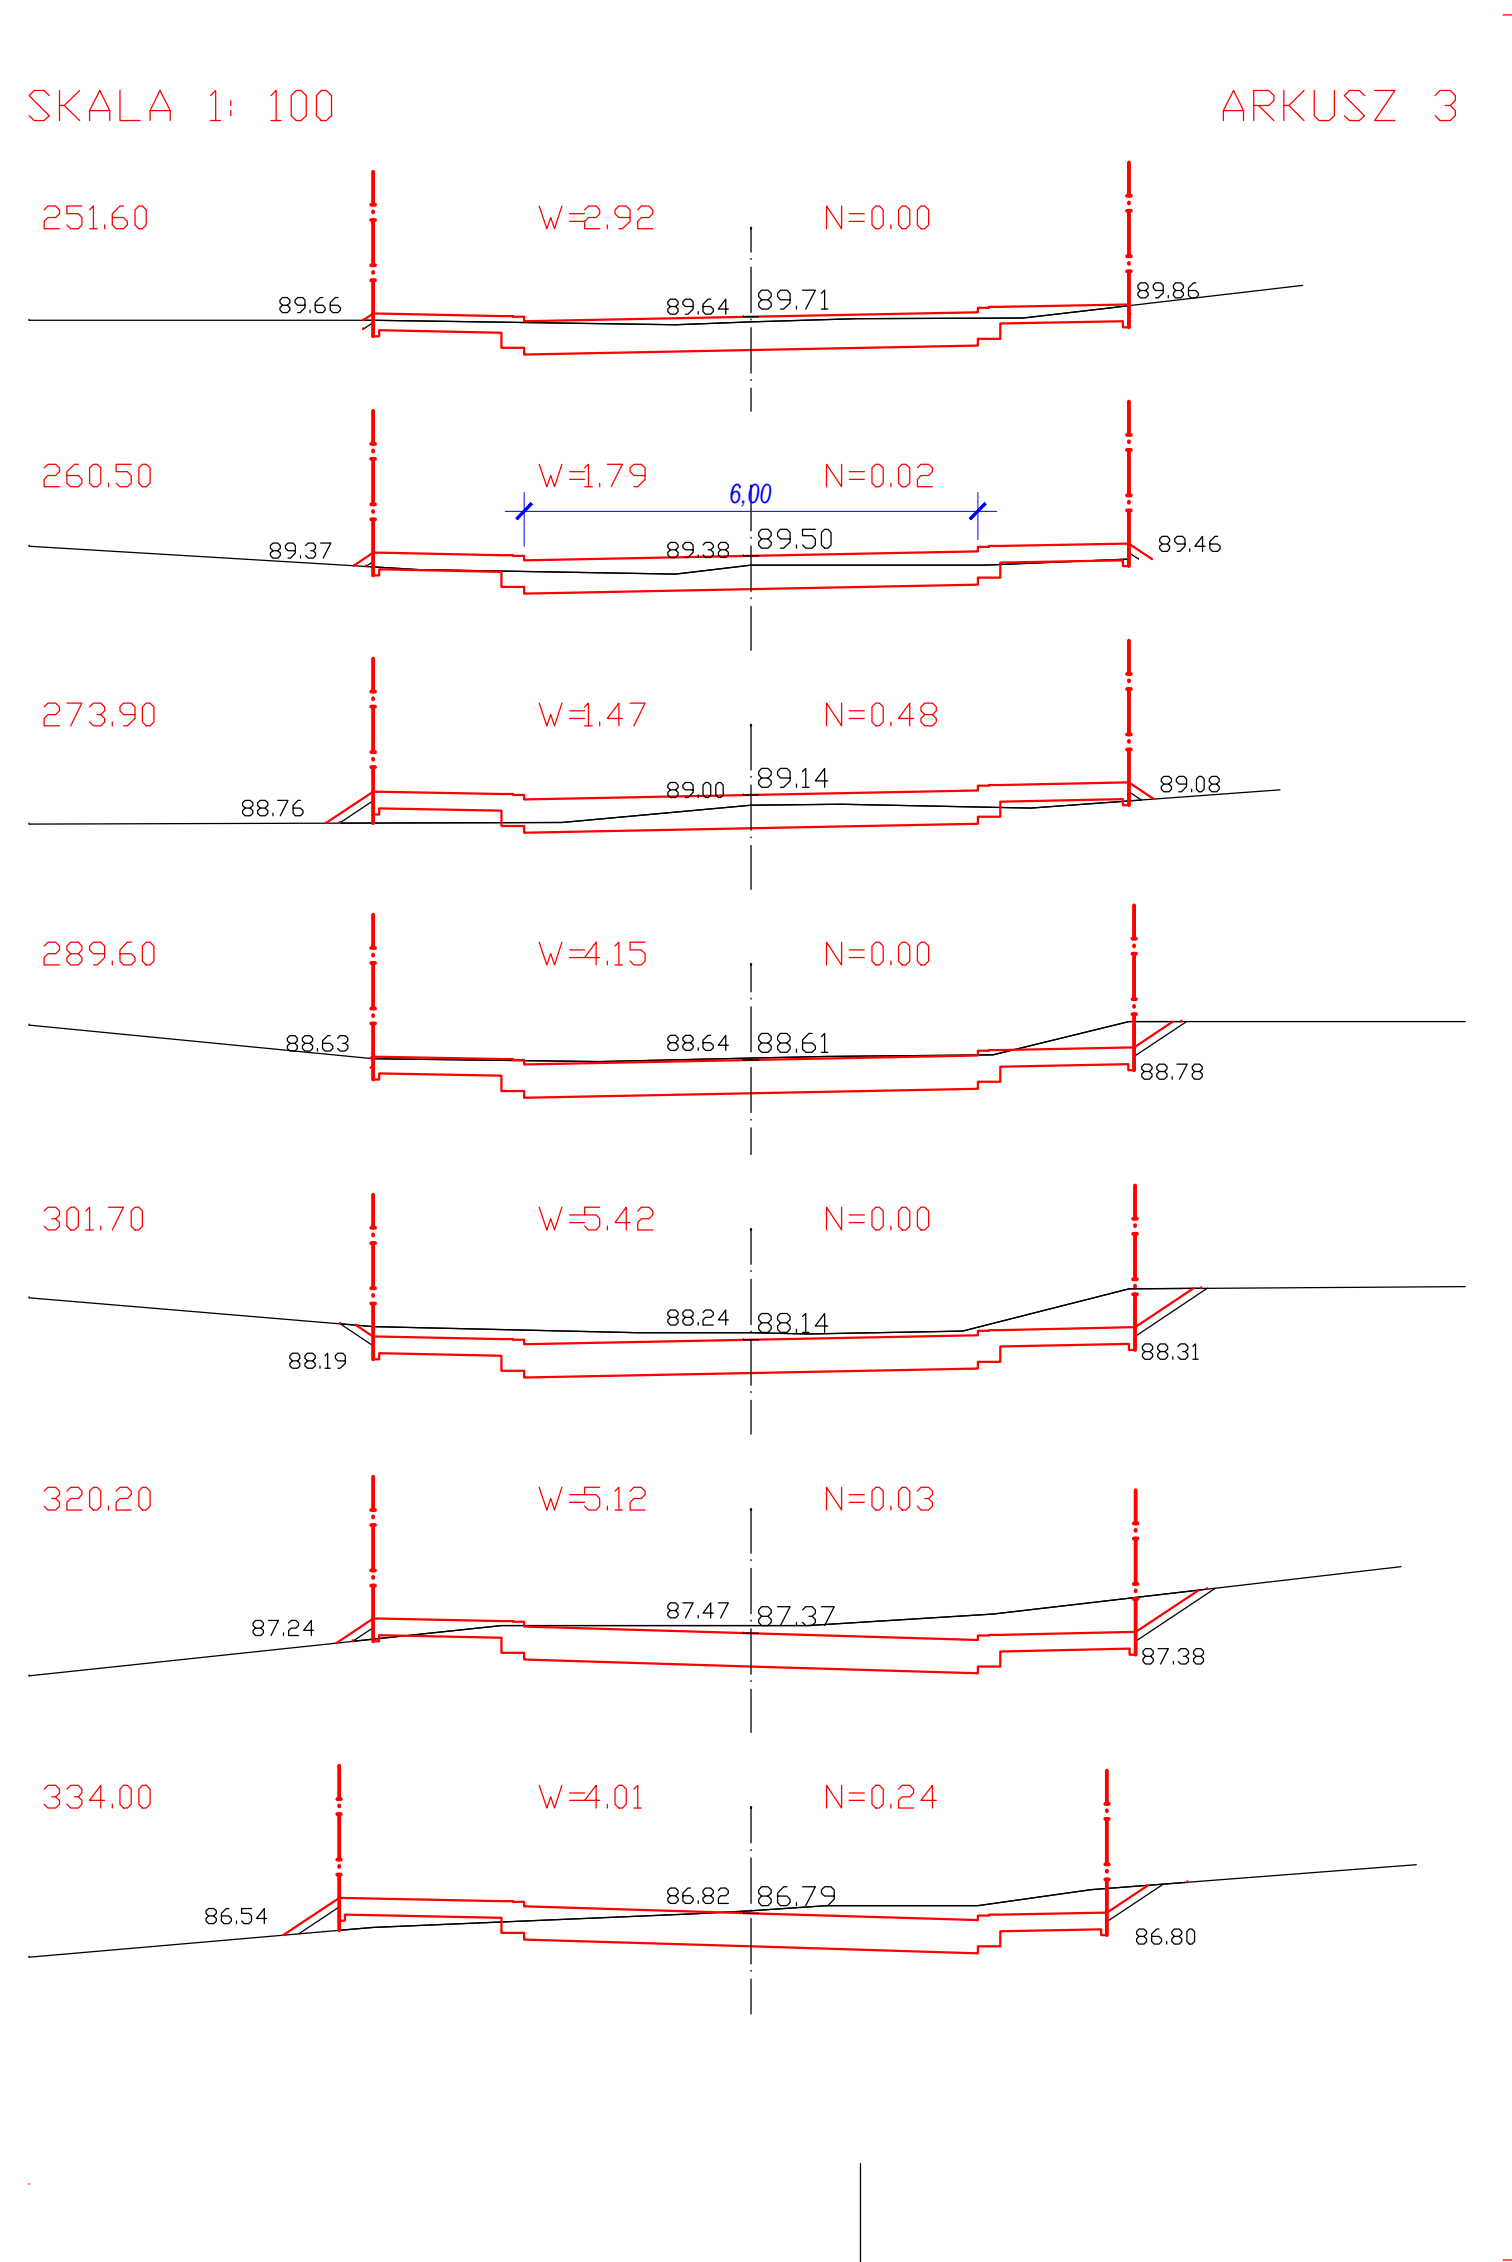 SKALA 1: 100 ARKUSZ 3
251.60 W=2.92 N=0.00
89.66 89.64 89.71 89.86
260.50 W=1.79 N=0.02
6,00
89.37 89.38 89.50 89.46
273.90 W=1.47 N=0.48
88.76 89.00 89.14 89.08
289.60 W=4.15 N=0.00
88.63 88.64 88.61
88.78
301.70 W=5.42 N=0.00
88.24 88.14
88.19 88.31
320.20 W=5.12 N=0.03
87.24 87.47 87.37
87.38
334.00 W=4.01 N=0.24
86.54 86.82 86.79
86.80